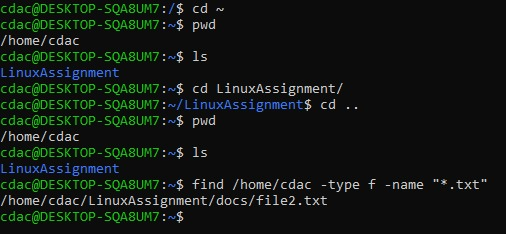 cdac@DESKTOP-SQA8UM7:/$ cd ~
cdac@DESKTOP-SQA8UM7:~$ pwd
/home/cdac
cdac@DESKTOP-SQA8UM7:~$ ls
LinuxAssignment
cdac@DESKTOP-SQA8UM7:~$ cd LinuxAssignment/
cdac@DESKTOP-SQA8UM7:~/LinuxAssignment$ cd ..
cdac@DESKTOP-SQA8UM7:~$ pwd
/home/cdac
cdac@DESKTOP-SQA8UM7:~$ ls
LinuxAssignment
cdac@DESKTOP-SQA8UM7:~$ find /home/cdac -type f -name "*.txt"
/home/cdac/LinuxAssignment/docs/file2.txt
cdac@DESKTOP-SQA8UM7:~$